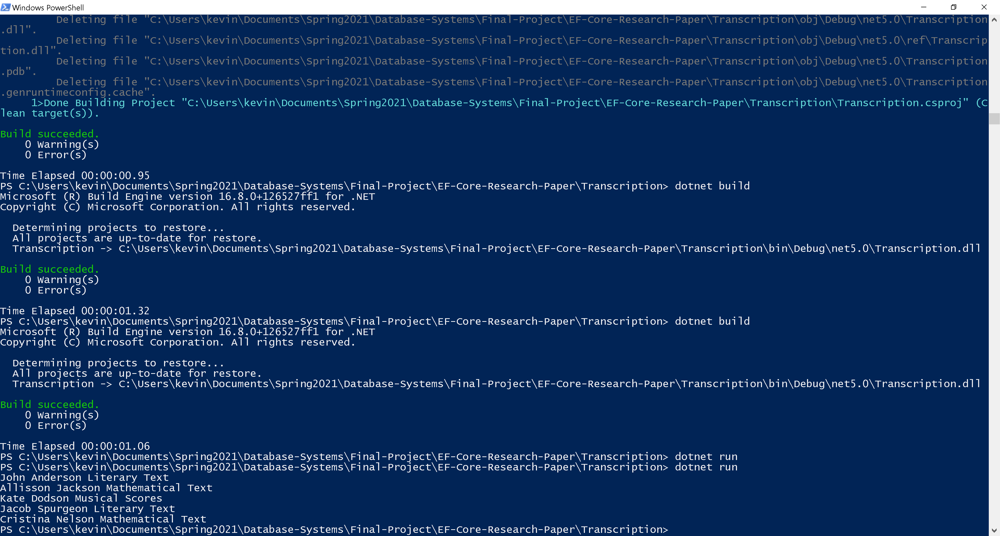 Windows PowerShell
         Deleting file "C:\Users\kevin\Documents\Spring2021\Database-Systems\Final-Project\EF-Core-Research-Paper\Transcription\obj\Debug\net5.0\Transcription
.dll".
         Deleting file "C:\Users\kevin\Documents\Spring2021\Database-Systems\Final-Project\EF-Core-Research-Paper\Transcription\obj\Debug\net5.0\ref\Transcrip
tion.dll".
         Deleting file "C:\Users\kevin\Documents\Spring2021\Database-Systems\Final-Project\EF-Core-Research-Paper\Transcription\obj\Debug\net5.0\Transcription
.pdb".
         Deleting file "C:\Users\kevin\Documents\Spring2021\Database-Systems\Final-Project\EF-Core-Research-Paper\Transcription\obj\Debug\net5.0\Transcription
.genruntimeconfig.cache".
     1>Done Building Project "C:\Users\kevin\Documents\Spring2021\Database-Systems\Final-Project\EF-Core-Research-Paper\Transcription\Transcription.csproj" (C
lean target(s)).

Build succeeded.
    0 Warning(s)
    0 Error(s)

Time Elapsed 00:00:00.95
PS C:\Users\kevin\Documents\Spring2021\Database-Systems\Final-Project\EF-Core-Research-Paper\Transcription> dotnet build
Microsoft (R) Build Engine version 16.8.0+126527ff1 for .NET
Copyright (C) Microsoft Corporation. All rights reserved.

  Determining projects to restore...
  All projects are up-to-date for restore.
  Transcription -> C:\Users\kevin\Documents\Spring2021\Database-Systems\Final-Project\EF-Core-Research-Paper\Transcription\bin\Debug\net5.0\Transcription.dll

Build succeeded.
    0 Warning(s)
    0 Error(s)

Time Elapsed 00:00:01.32
PS C:\Users\kevin\Documents\Spring2021\Database-Systems\Final-Project\EF-Core-Research-Paper\Transcription> dotnet build
Microsoft (R) Build Engine version 16.8.0+126527ff1 for .NET
Copyright (C) Microsoft Corporation. All rights reserved.

  Determining projects to restore...
  All projects are up-to-date for restore.
  Transcription -> C:\Users\kevin\Documents\Spring2021\Database-Systems\Final-Project\EF-Core-Research-Paper\Transcription\bin\Debug\net5.0\Transcription.dll

Build succeeded.
    0 Warning(s)
    0 Error(s)

Time Elapsed 00:00:01.06
PS C:\Users\kevin\Documents\Spring2021\Database-Systems\Final-Project\EF-Core-Research-Paper\Transcription> dotnet run
PS C:\Users\kevin\Documents\Spring2021\Database-Systems\Final-Project\EF-Core-Research-Paper\Transcription> dotnet run
John Anderson Literary Text
Allisson Jackson Mathematical Text
Kate Dodson Musical Scores
Jacob Spurgeon Literary Text
Cristina Nelson Mathematical Text
PS C:\Users\kevin\Documents\Spring2021\Database-Systems\Final-Project\EF-Core-Research-Paper\Transcription>